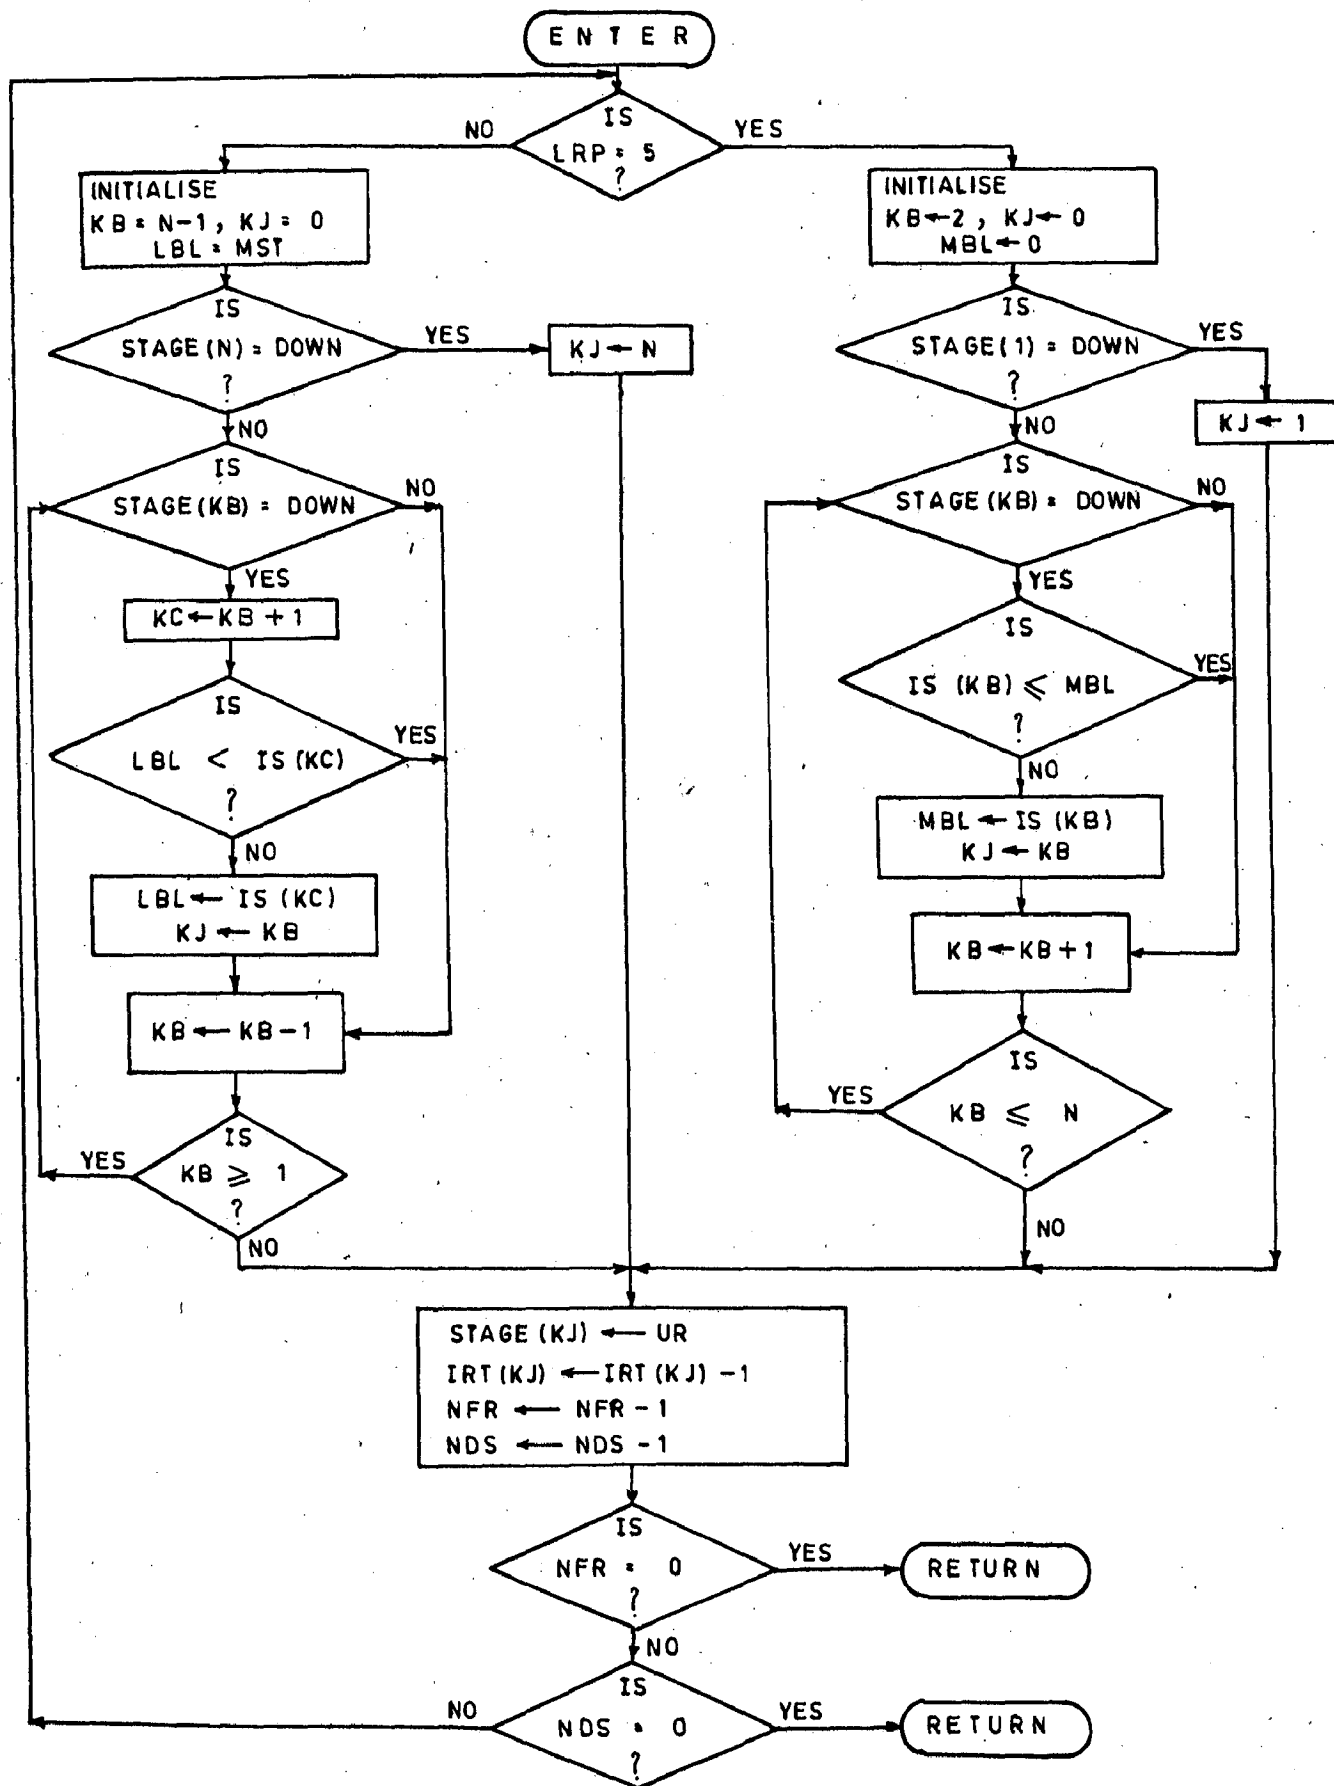 ENTER
IS
LRP = 5
?
NO
YES
INITIALISE
KB = N-1, KJ = 0
LBL = MST
INITIALISE
KB ← 2, KJ ← 0
MBL ← 0
IS
STAGE (N) = DOWN
?
YES
KJ ← N
NO
IS
STAGE (KB) = DOWN
NO
YES
KC ← KB + 1
IS
LBL < IS (KC)
?
YES
NO
LBL ← IS (KC)
KJ ← KB
KB ← KB - 1
IS
KB ⩾ 1
?
YES
NO
IS
STAGE (1) = DOWN
?
YES
KJ ← 1
NO
IS
STAGE (KB) = DOWN
NO
YES
IS
IS (KB) ⩽ MBL
?
YES
NO
MBL ← IS (KB)
KJ ← KB
KB ← KB + 1
IS
KB ⩽ N
?
YES
NO
STAGE (KJ) ← UR
IRT (KJ) ← IRT (KJ) - 1
NFR ← NFR - 1
NDS ← NDS - 1
IS
NFR = 0
?
YES
RETURN
NO
IS
NDS = 0
?
NO
YES
RETURN